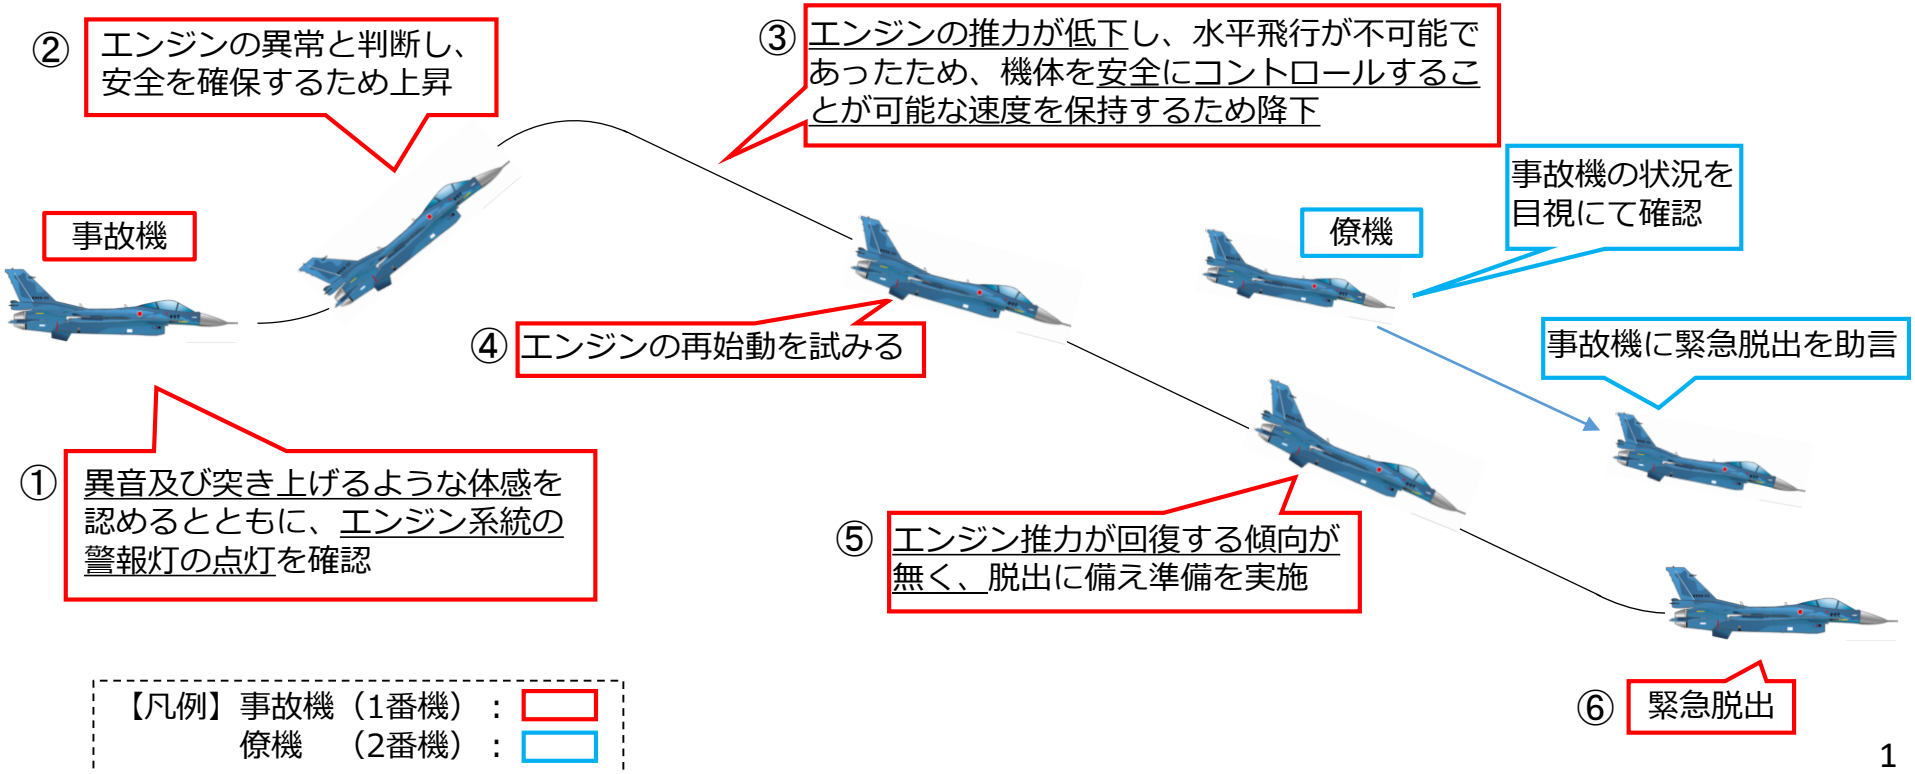 ②
エンジンの異常と判断し、
安全を確保するため上昇
③
エンジンの推力が低下し、水平飛行が不可能で
あったため、機体を安全にコントロールするこ
とが可能な速度を保持するため降下
事故機の状況を
目視にて確認
事故機
僚機
④
エンジンの再始動を試みる
事故機に緊急脱出を助言
①
異音及び突き上げるような体感を
認めるとともに、エンジン系統の
警報灯の点灯を確認
⑤
エンジン推力が回復する傾向が
無く、脱出に備え準備を実施
⑥
緊急脱出
【凡例】事故機（1番機）：
僚機　（2番機）：
1